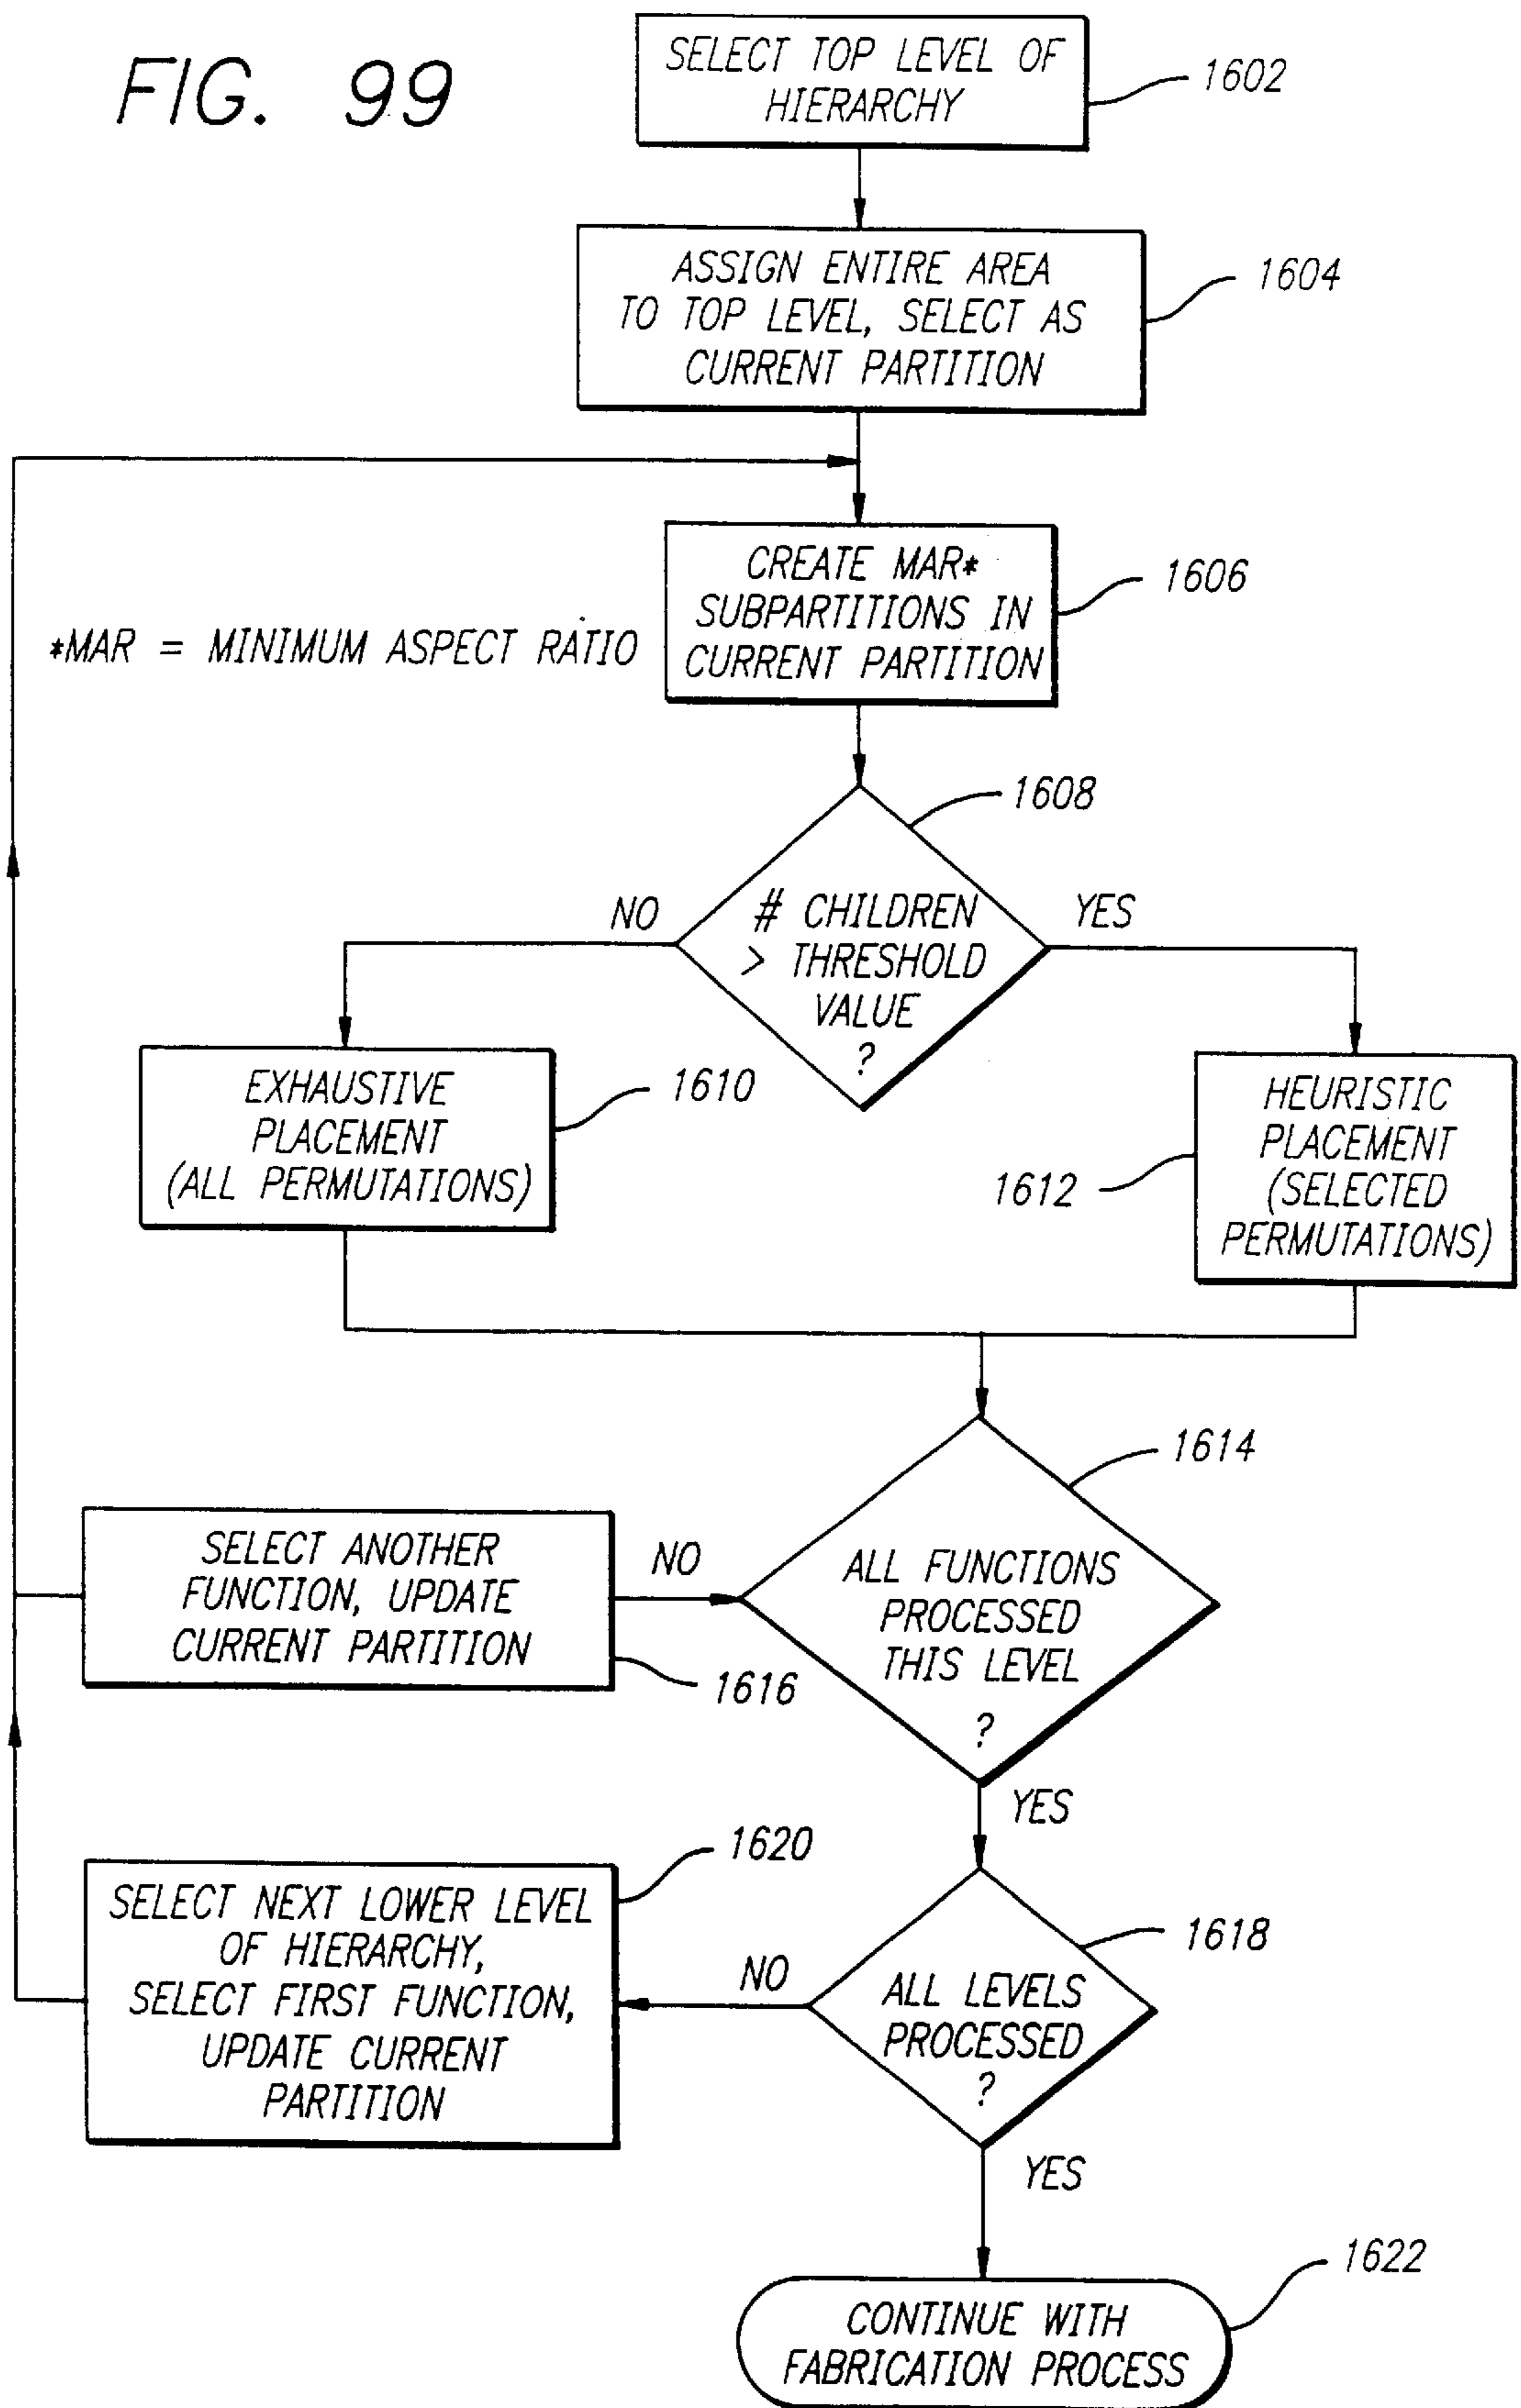 FIG. 99
SELECT TOP LEVEL OF
HIERARCHY
1602
ASSIGN ENTIRE AREA
TO TOP LEVEL, SELECT AS
CURRENT PARTITION
1604
CREATE MAR*
SUBPARTITIONS IN
CURRENT PARTITION
1606
*MAR = MINIMUM ASPECT RATIO
1608
# CHILDREN
> THRESHOLD
VALUE
?
NO
YES
EXHAUSTIVE
PLACEMENT
(ALL PERMUTATIONS)
1610
HEURISTIC
PLACEMENT
(SELECTED
PERMUTATIONS)
1612
1614
ALL FUNCTIONS
PROCESSED
THIS LEVEL
?
NO
SELECT ANOTHER
FUNCTION, UPDATE
CURRENT PARTITION
1616
YES
1620
SELECT NEXT LOWER LEVEL
OF HIERARCHY,
SELECT FIRST FUNCTION,
UPDATE CURRENT
PARTITION
NO
1618
ALL LEVELS
PROCESSED
?
YES
1622
CONTINUE WITH
FABRICATION PROCESS